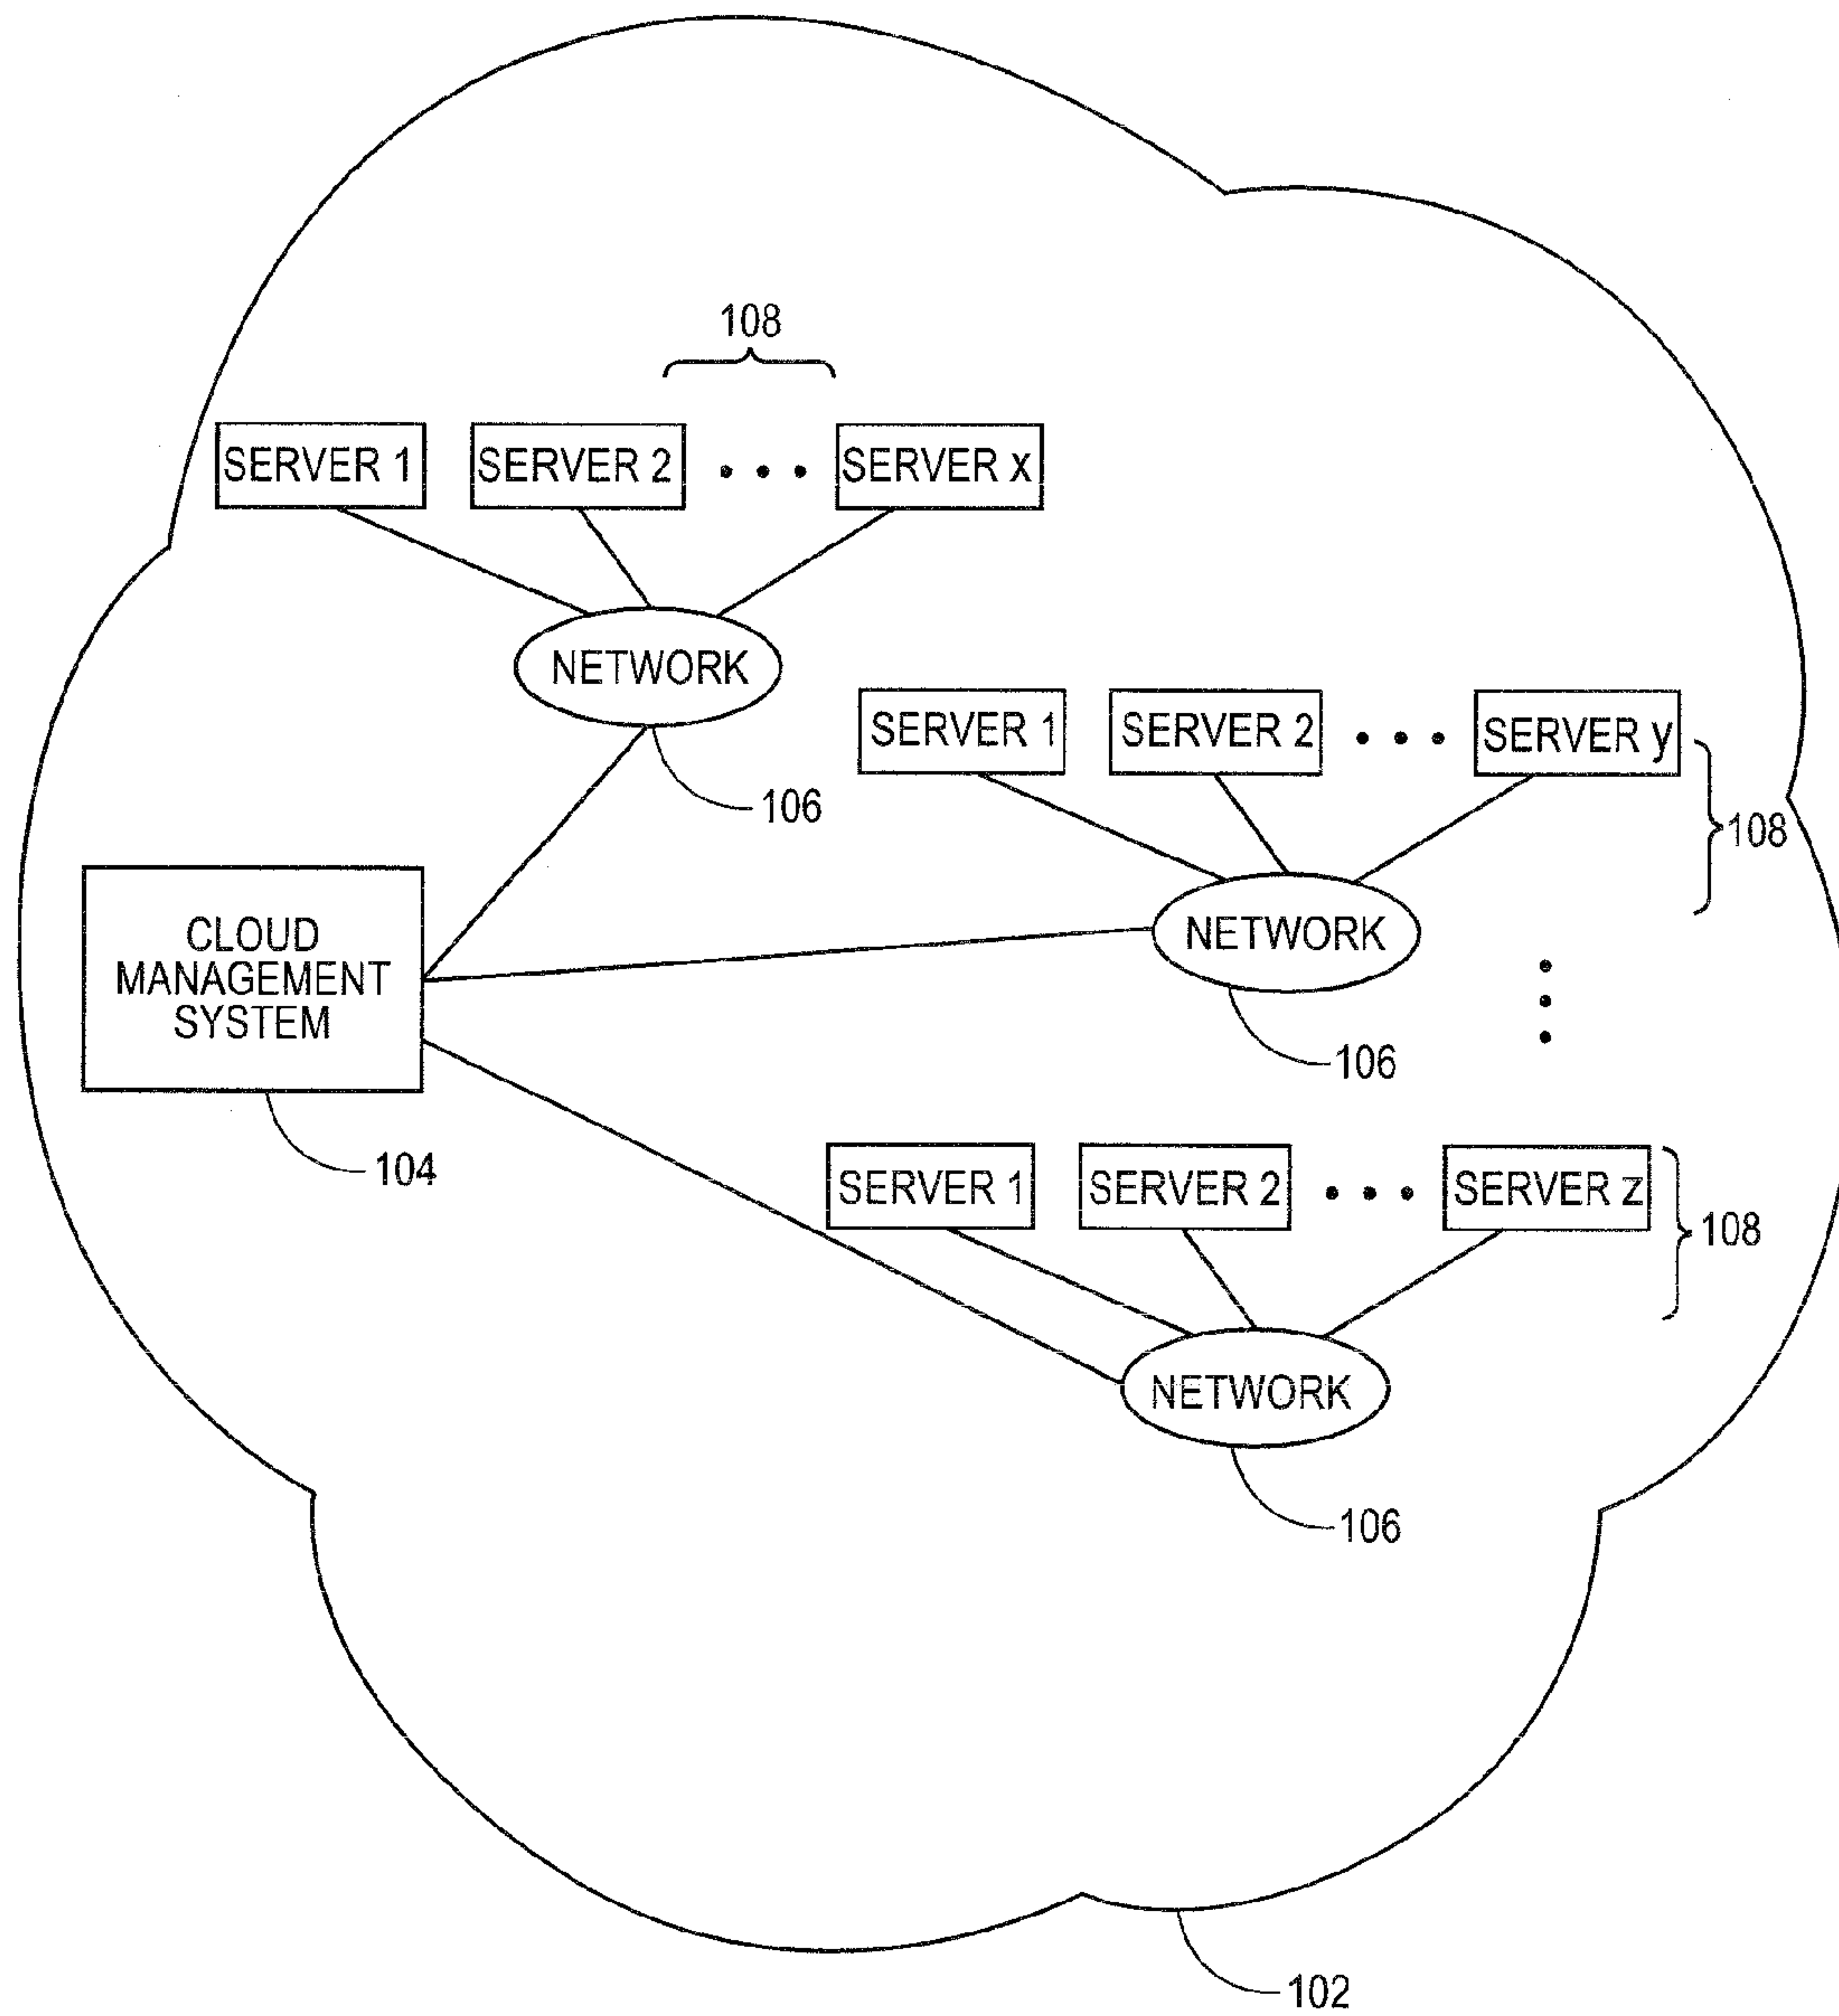 108
SERVER 1
SERVER 2
SERVER x
NETWORK
106
SERVER 1
SERVER 2
SERVER y
108
NETWORK
106
CLOUD
MANAGEMENT
SYSTEM
104
SERVER 1
SERVER 2
SERVER z
108
NETWORK
106
102